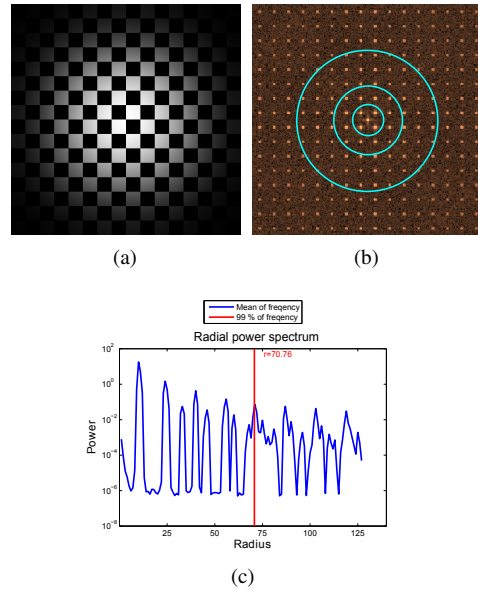 (a)
(b)
Mean of freqency
99 % of freqency
Radial power spectrum
r=70.76
10^2
10^0
10^-2
10^-4
10^-6
10^-8
Power
25 50 75 100 125
Radius
(c)